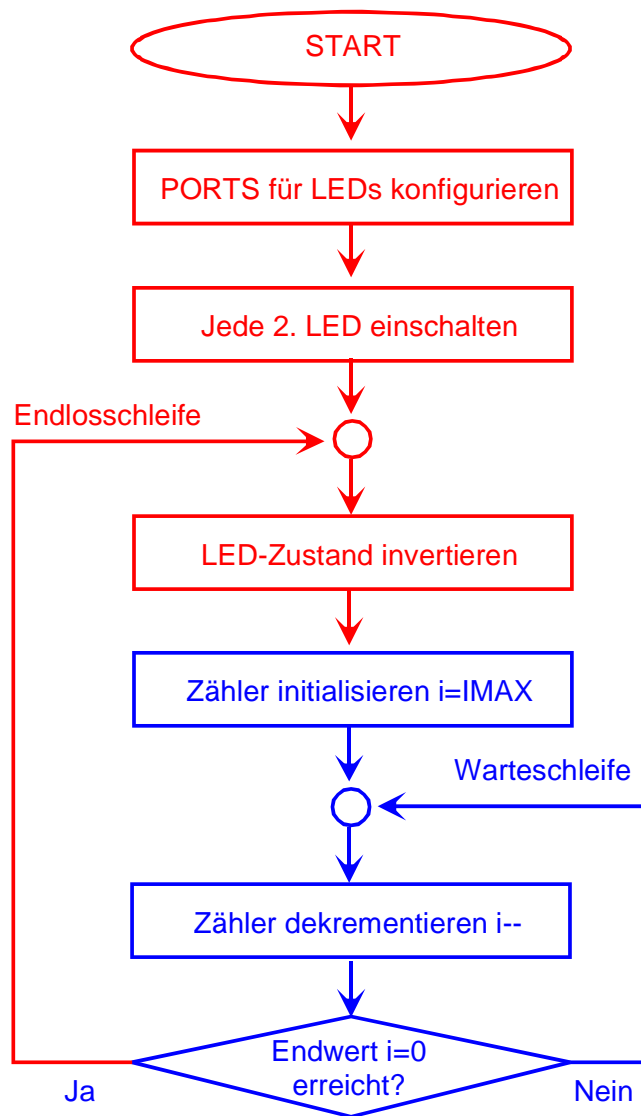 START
PORTS für LEDs konfigurieren
Jede 2. LED einschalten
Endlosschleife
LED-Zustand invertieren
Zähler initialisieren i=IMAX
Warteschleife
Zähler dekrementieren i--
Endwert i=0
erreicht?
Ja
Nein